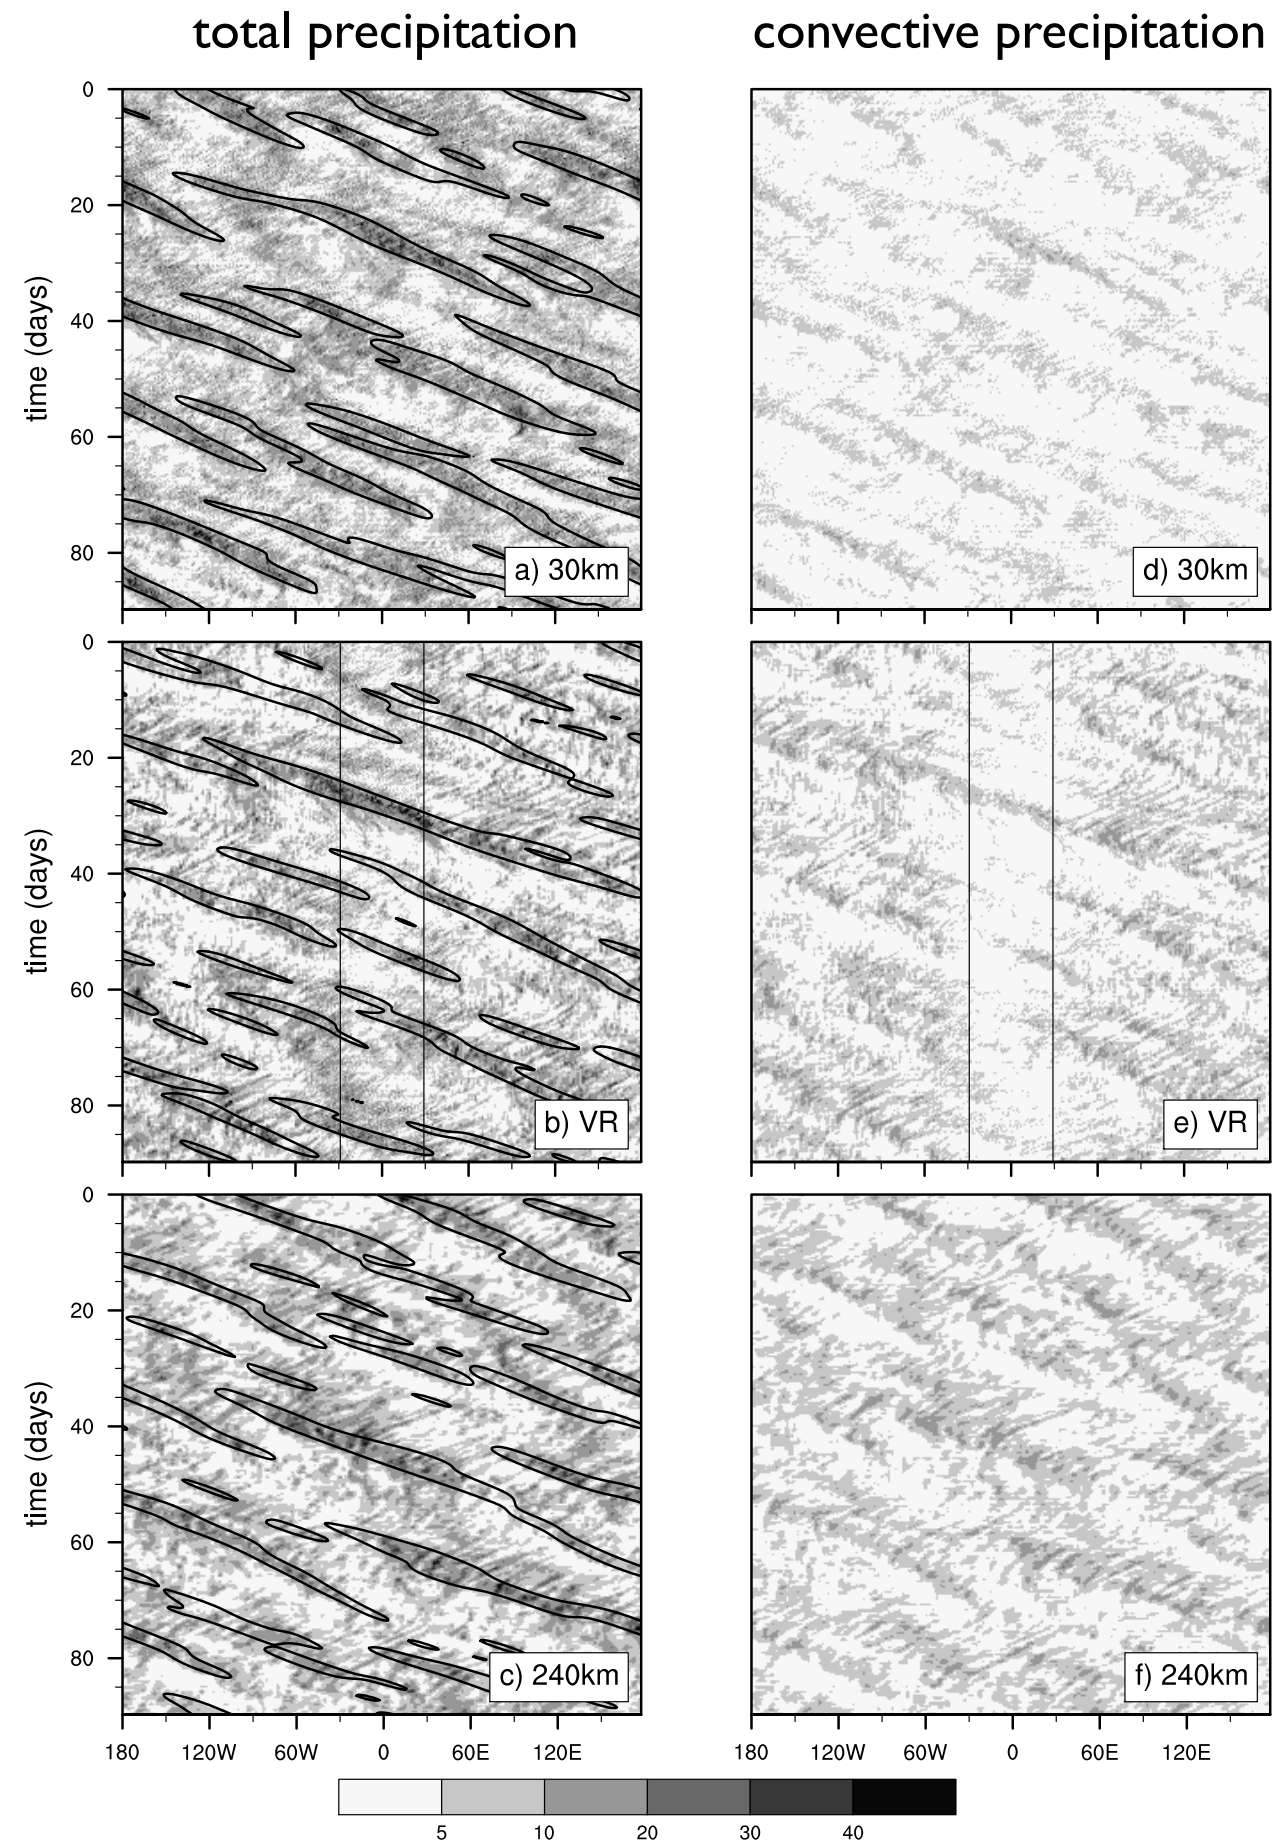 total precipitation
convective precipitation
0
20
40
60
80
time (days)
a) 30km
d) 30km
0
20
40
60
80
time (days)
b) VR
e) VR
0
20
40
60
80
time (days)
c) 240km
f) 240km
180 120W 60W 0 60E 120E
180 120W 60W 0 60E 120E
5 10 20 30 40